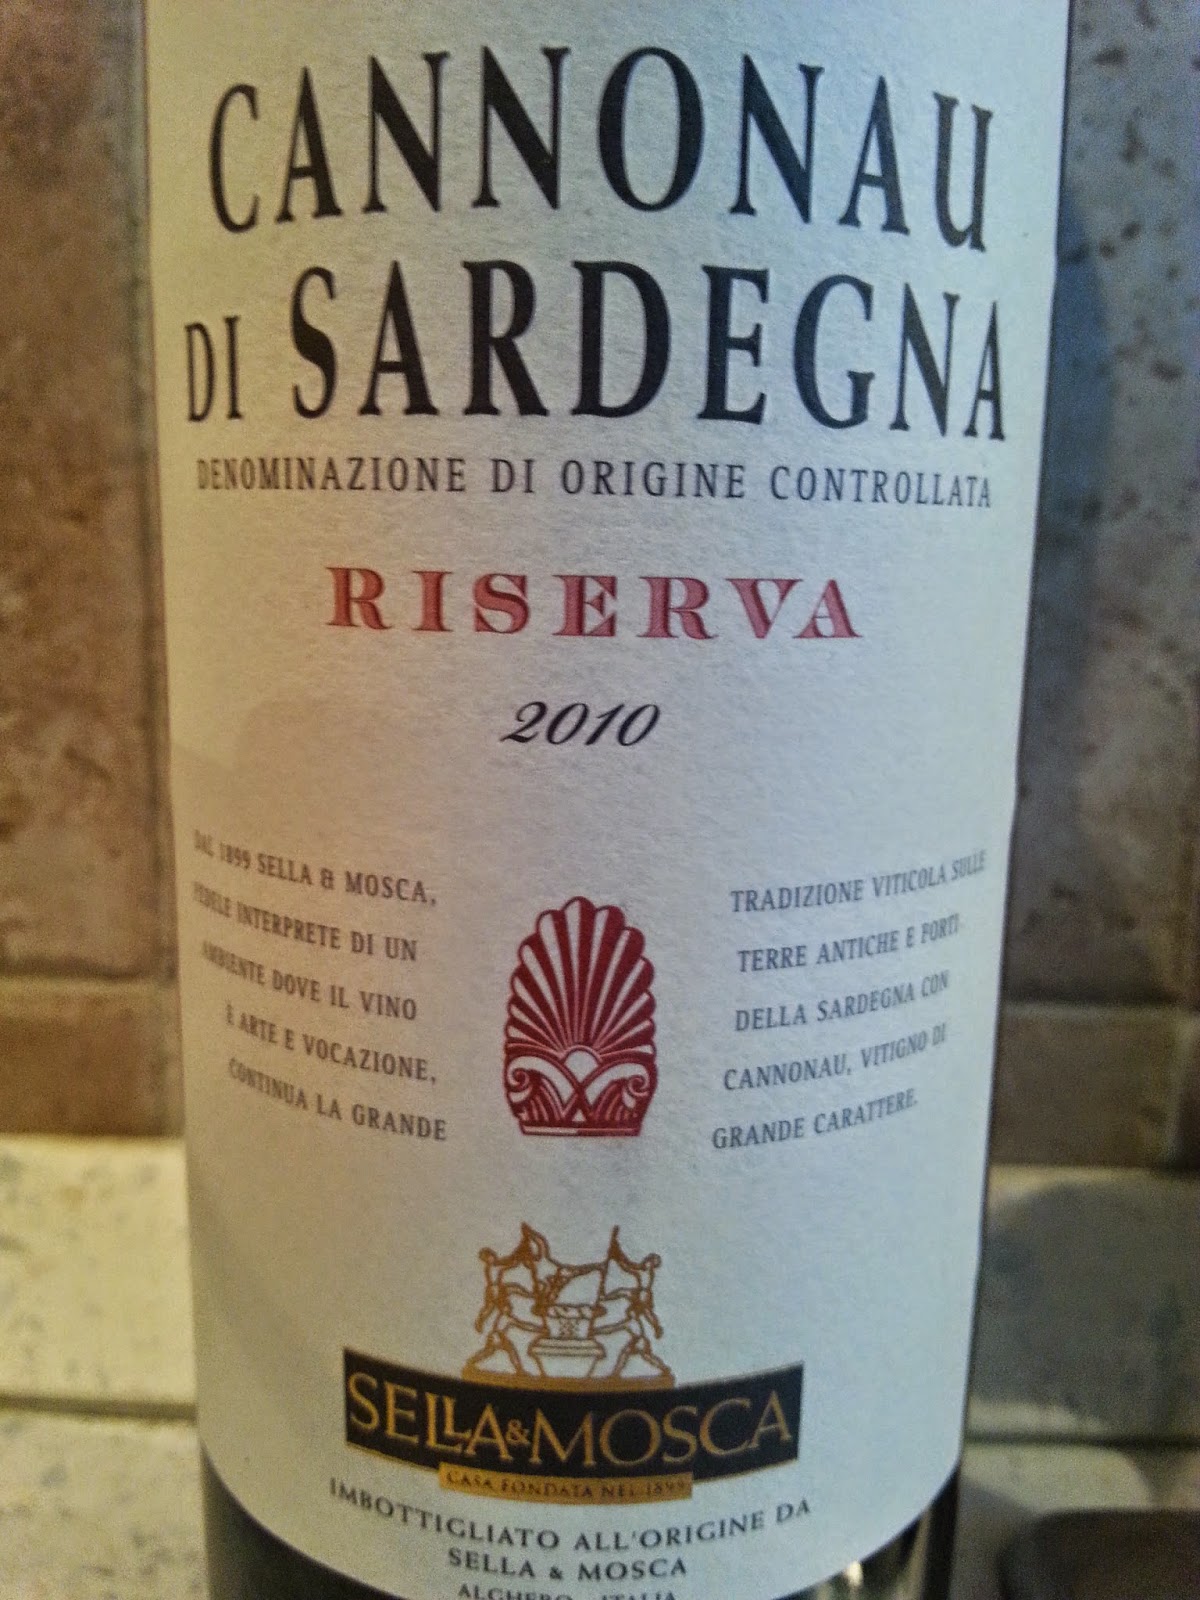 CANNONAU
DI SARDEGNA
DENOMINAZIONE DI ORIGINE CONTROLLATA
RISERVA
2010
DAL 1899 SELLA & MOSCA,
FEDELE INTERPRETE DI UN
AMBIENTE DOVE IL VINO
È ARTE E VOCAZIONE,
CONTINUA LA GRANDE
TRADIZIONE VITICOLA SULLE
TERRE ANTICHE E FORTI
DELLA SARDEGNA CON
CANNONAU, VITIGNO DI
GRANDE CARATTERE.
SELLA&MOSCA
CASA FONDATA NEL 1899
IMBOTTIGLIATO ALL'ORIGINE DA
SELLA & MOSCA
ALGHERO - ITALIA